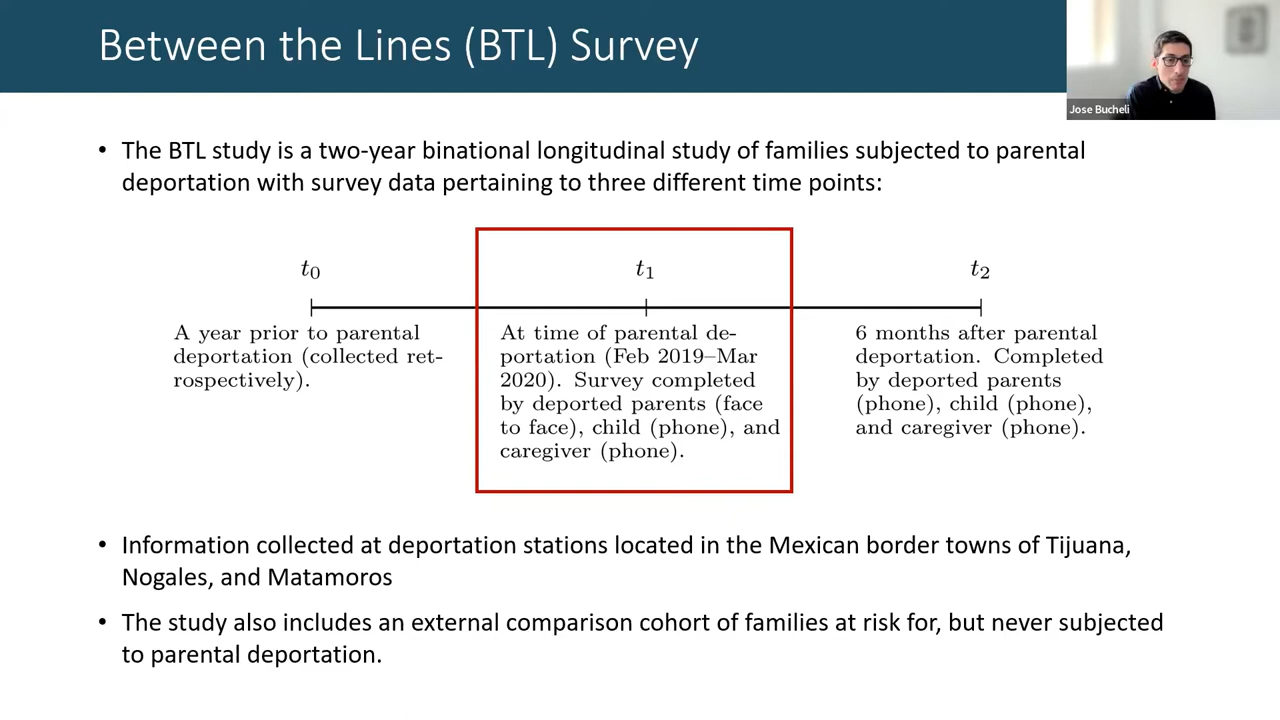 Between the Lines (BTL) Survey
Jose Bucheli
• The BTL study is a two-year binational longitudinal study of families subjected to parental
deportation with survey data pertaining to three different time points:
t0
t1
t2
A year prior to parental
deportation (collected ret-
rospectively).
At time of parental de-
portation (Feb 2019–Mar
2020). Survey completed
by deported parents (face
to face), child (phone), and
caregiver (phone).
6 months after parental
deportation. Completed
by deported parents
(phone), child (phone),
and caregiver (phone).
• Information collected at deportation stations located in the Mexican border towns of Tijuana,
Nogales, and Matamoros
• The study also includes an external comparison cohort of families at risk for, but never subjected
to parental deportation.